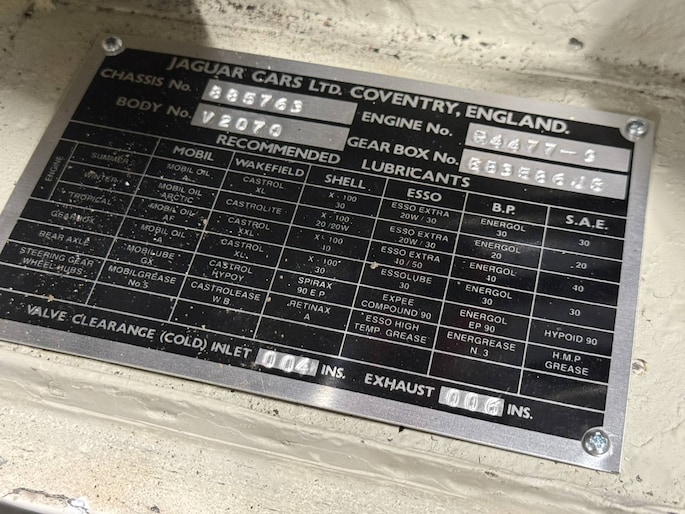 JAGUAR CARS LTD. COVENTRY, ENGLAND.
CHASSIS No. 885763 ENGINE No.
BODY No. V2070 GEAR BOX No.
RECOMMENDED LUBRICANTS
MOBIL WAKEFIELD SHELL ESSO B.P. S.A.E.
ENGINE SUMMER MOBIL OIL A CASTROL XL X - 100 30 ESSO EXTRA 20W / 30 ENERGOL 30 30
WINTER MOBIL OIL ARCTIC CASTROLITE X - 100 20 / 20W ESSO EXTRA 20W / 30 ENERGOL 20 20
TROPICAL MOBIL OIL AF CASTROL XXL ESSO EXTRA 40 / 50 ENERGOL 40 40
GEARBOX MOBIL OIL A CASTROL XL X - 100 30 ESSOLUBE 30 ENERGOL 30 30
REAR AXLE MOBILUBE GX CASTROL HYPOY SPIRAX 90 E.P. EXPEE COMPOUND 90 ENERGOL EP 90 HYPOID 90
STEERING GEAR WHEEL HUBS MOBILGREASE No.5 CASTROLEASE W.B. RETINAX A ESSO HIGH TEMP. GREASE ENERGREASE N. 3 H.M.P. GREASE
VALVE CLEARANCE (COLD) INLET 004 INS. EXHAUST 006 INS.